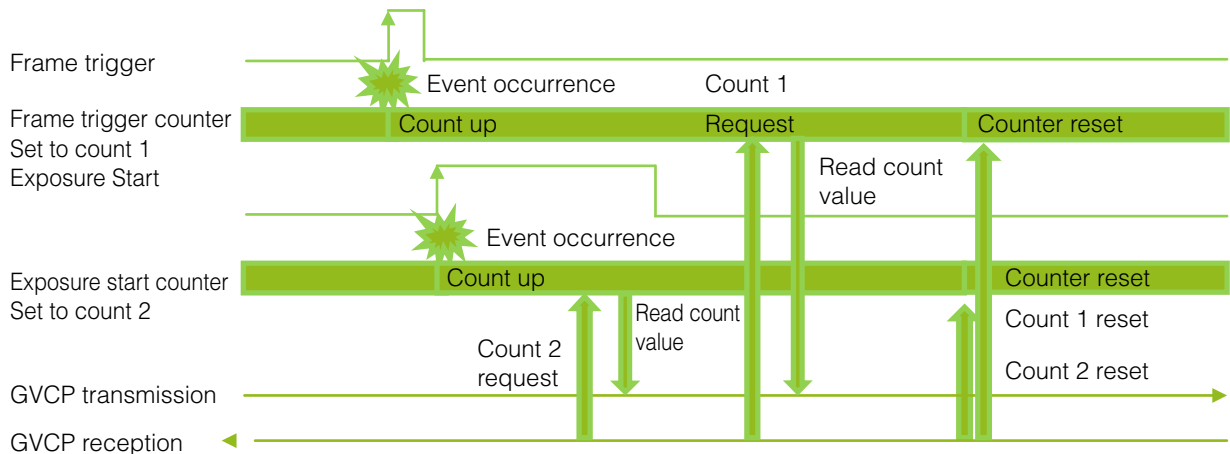 Frame trigger
Event occurrence
Count 1
Frame trigger counter
Set to count 1
Exposure Start
Count up
Request
Counter reset
Read count
value
Event occurrence
Exposure start counter
Set to count 2
Count up
Counter reset
Read count
value
Count 2
request
Count 1 reset
Count 2 reset
GVCP transmission
GVCP reception